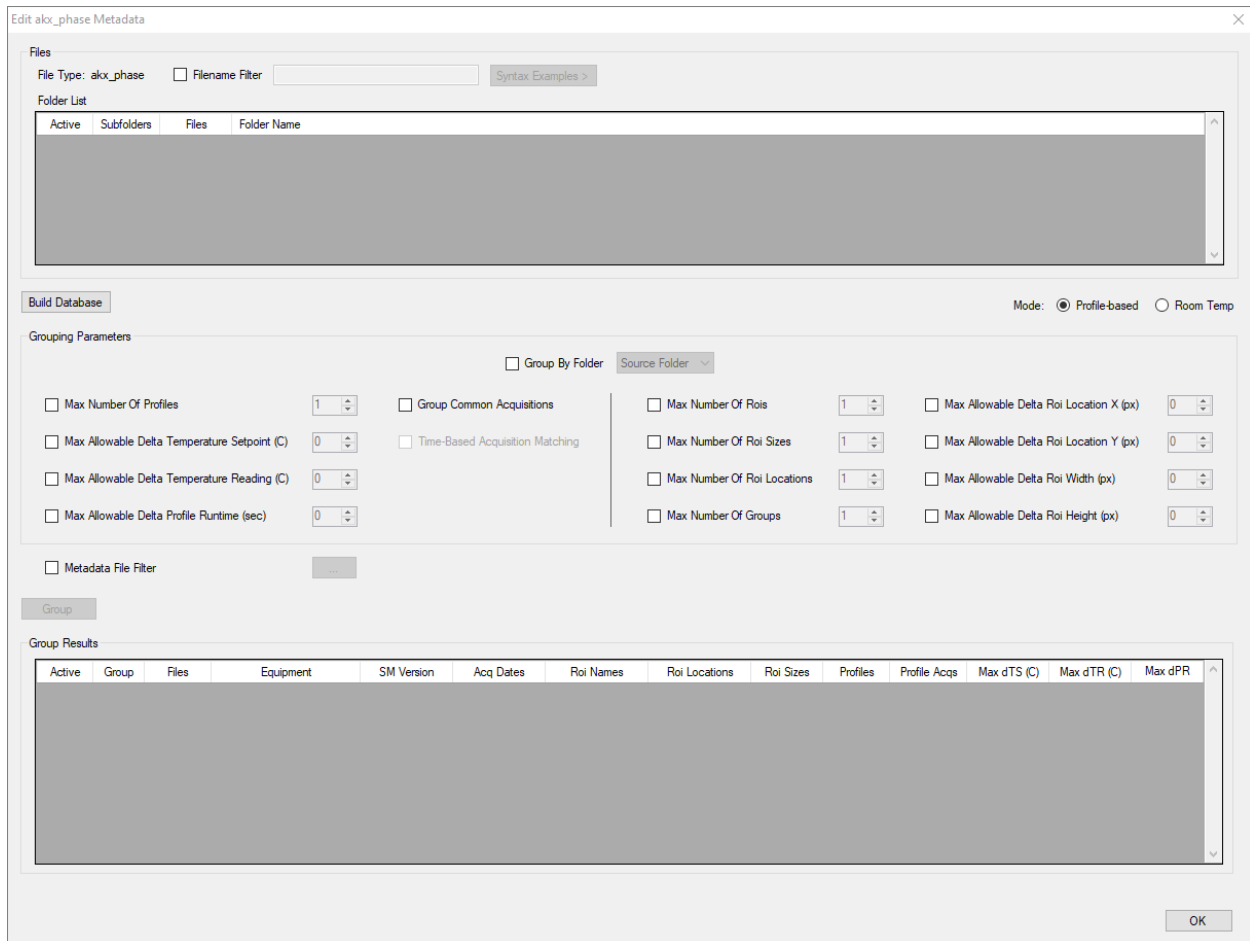 Edit akx_phase Metadata
Files
File Type: akx_phase Filename Filter Syntax Examples >
Folder List
Active Subfolders Files Folder Name
Build Database Mode: Profile-based Room Temp
Grouping Parameters
Group By Folder Source Folder
Max Number Of Profiles 1 Group Common Acquisitions Max Number Of Rois 1 Max Allowable Delta Roi Location X (px) 0
Max Allowable Delta Temperature Setpoint (C) 0 Time-Based Acquisition Matching Max Number Of Roi Sizes 1 Max Allowable Delta Roi Location Y (px) 0
Max Allowable Delta Temperature Reading (C) 0 Max Number Of Roi Locations 1 Max Allowable Delta Roi Width (px) 0
Max Allowable Delta Profile Runtime (sec) 0 Max Number Of Groups 1 Max Allowable Delta Roi Height (px) 0
Metadata File Filter ...
Group
Group Results
Active Group Files Equipment SM Version Acq Dates Roi Names Roi Locations Roi Sizes Profiles Profile Acqs Max dTS (C) Max dTR (C) Max dPR
OK